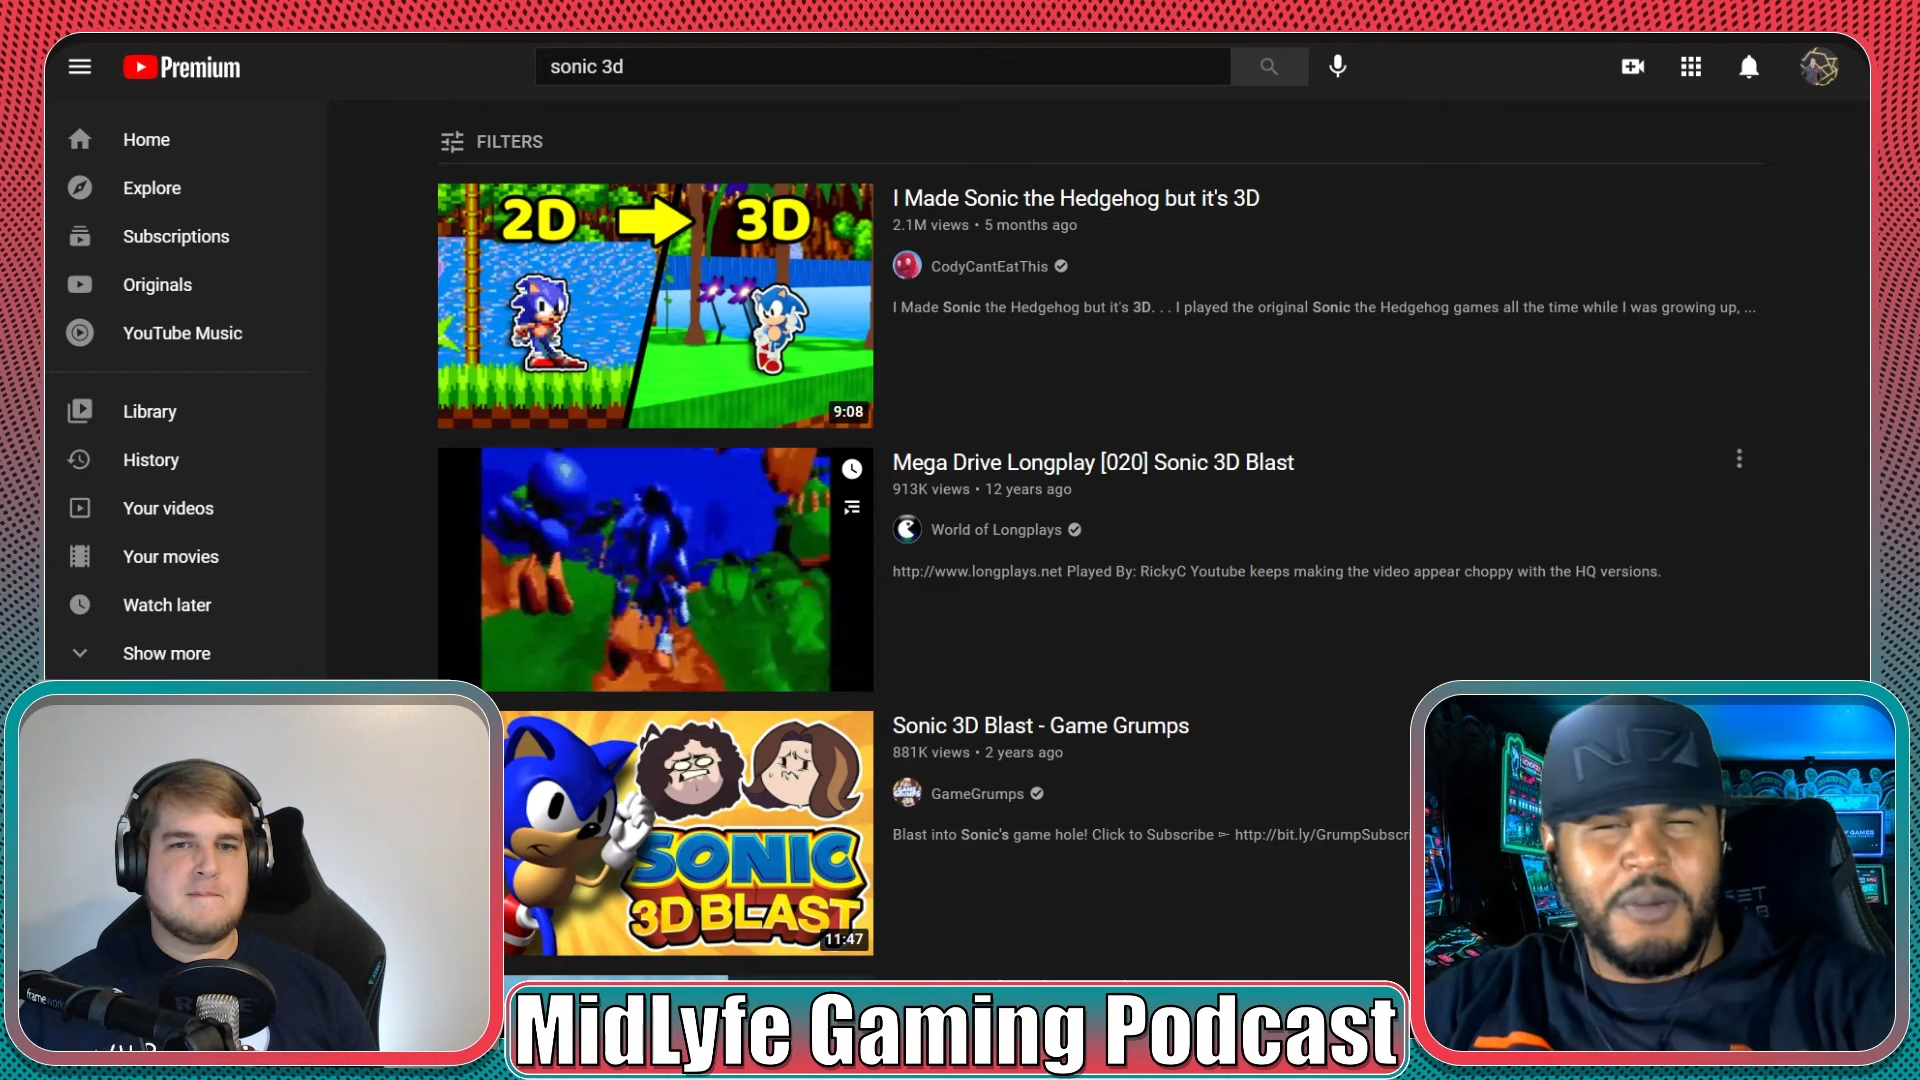 Premium
sonic 3d
Home
Explore
Subscriptions
Originals
YouTube Music
Library
History
Your videos
Your movies
Watch later
Show more
FILTERS
2D 3D
9:08
I Made Sonic the Hedgehog but it's 3D
2.1M views • 5 months ago
CodyCantEatThis
I Made Sonic the Hedgehog but it's 3D. . . I played the original Sonic the Hedgehog games all the time while I was growing up, ...
Mega Drive Longplay [020] Sonic 3D Blast
913K views • 12 years ago
World of Longplays
http://www.longplays.net Played By: RickyC Youtube keeps making the video appear choppy with the HQ versions.
SONIC
3D BLAST
11:47
Sonic 3D Blast - Game Grumps
881K views • 2 years ago
GameGrumps
Blast into Sonic's game hole! Click to Subscribe ► http://bit.ly/GrumpSubscr
framework
N7
MidLyfe Gaming Podcast